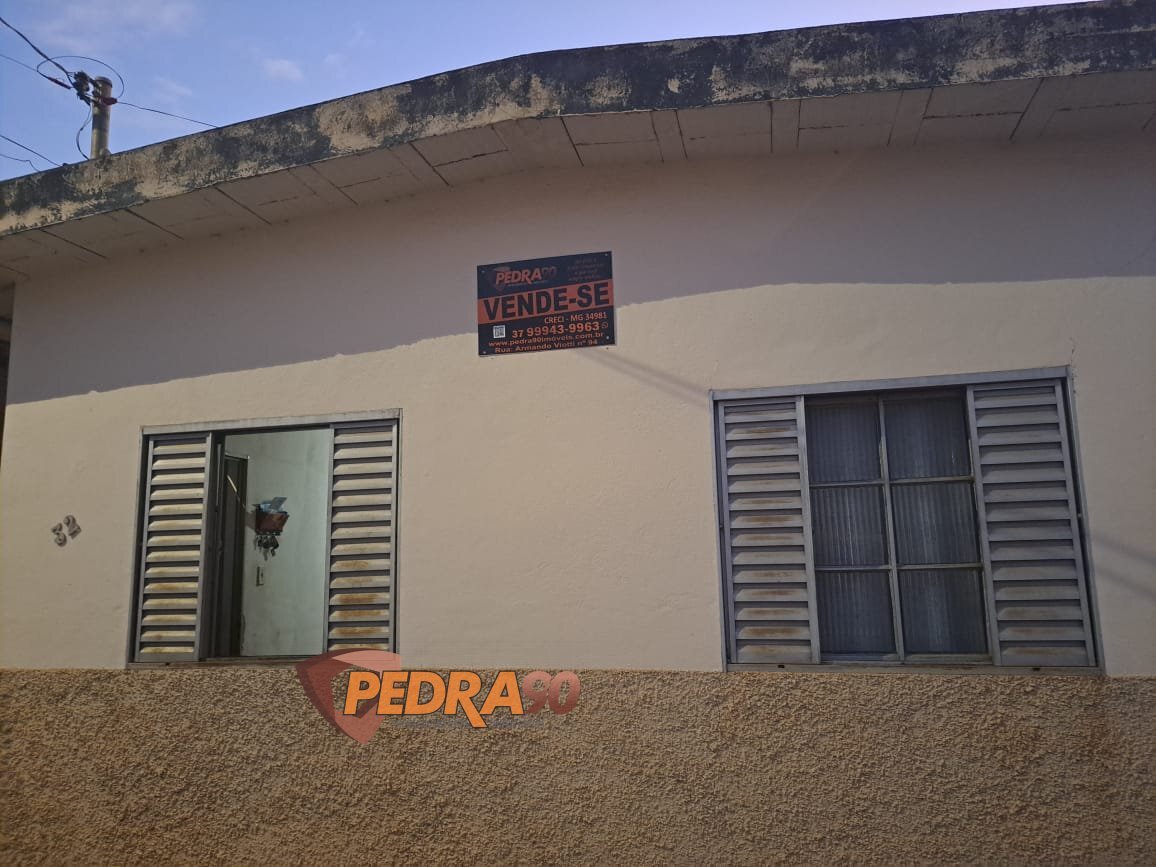 PEDRA90
VENDE-SE
CRECI - MG 34981
37 99943-9963
www.pedra90imóveis.com.br
Rua: Armando Viotti nº 94
32
PEDRA90